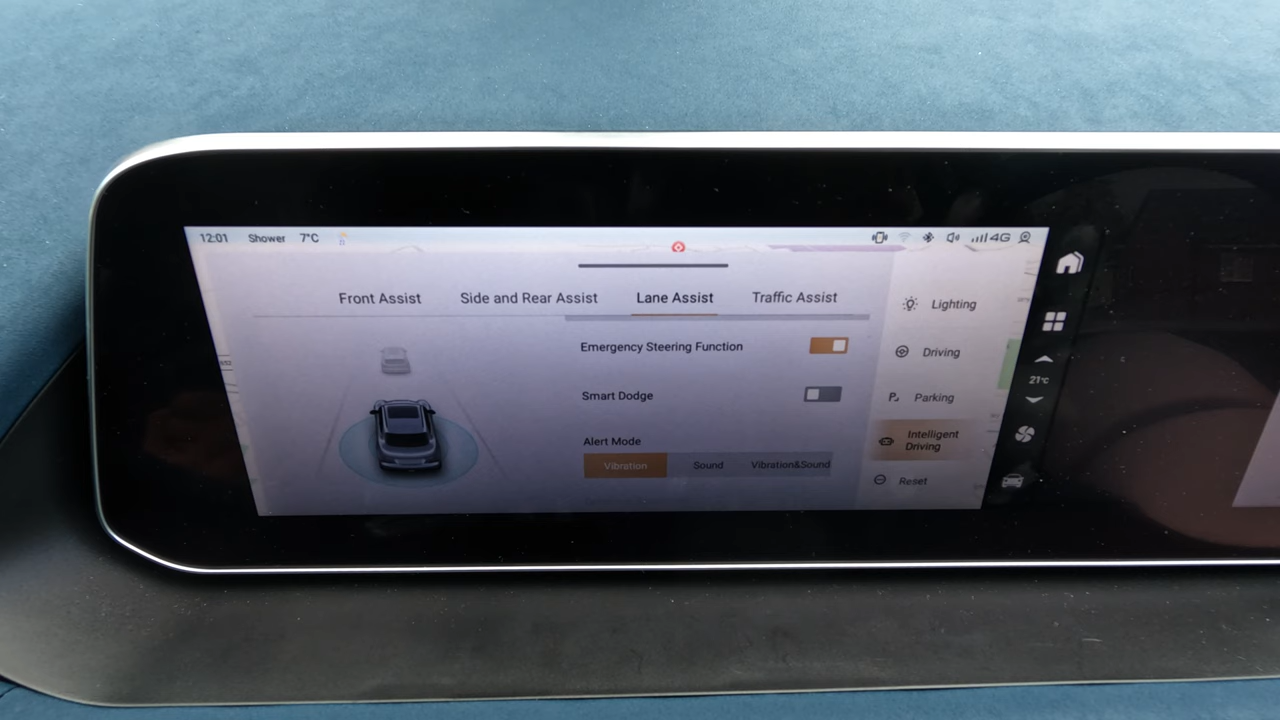 12:01 Shower 7°C 4G
Front Assist Side and Rear Assist Lane Assist Traffic Assist
Emergency Steering Function
Smart Dodge
Alert Mode
Vibration Sound Vibration&Sound
Lighting
Driving
Parking
Intelligent
Driving
Reset
21°C